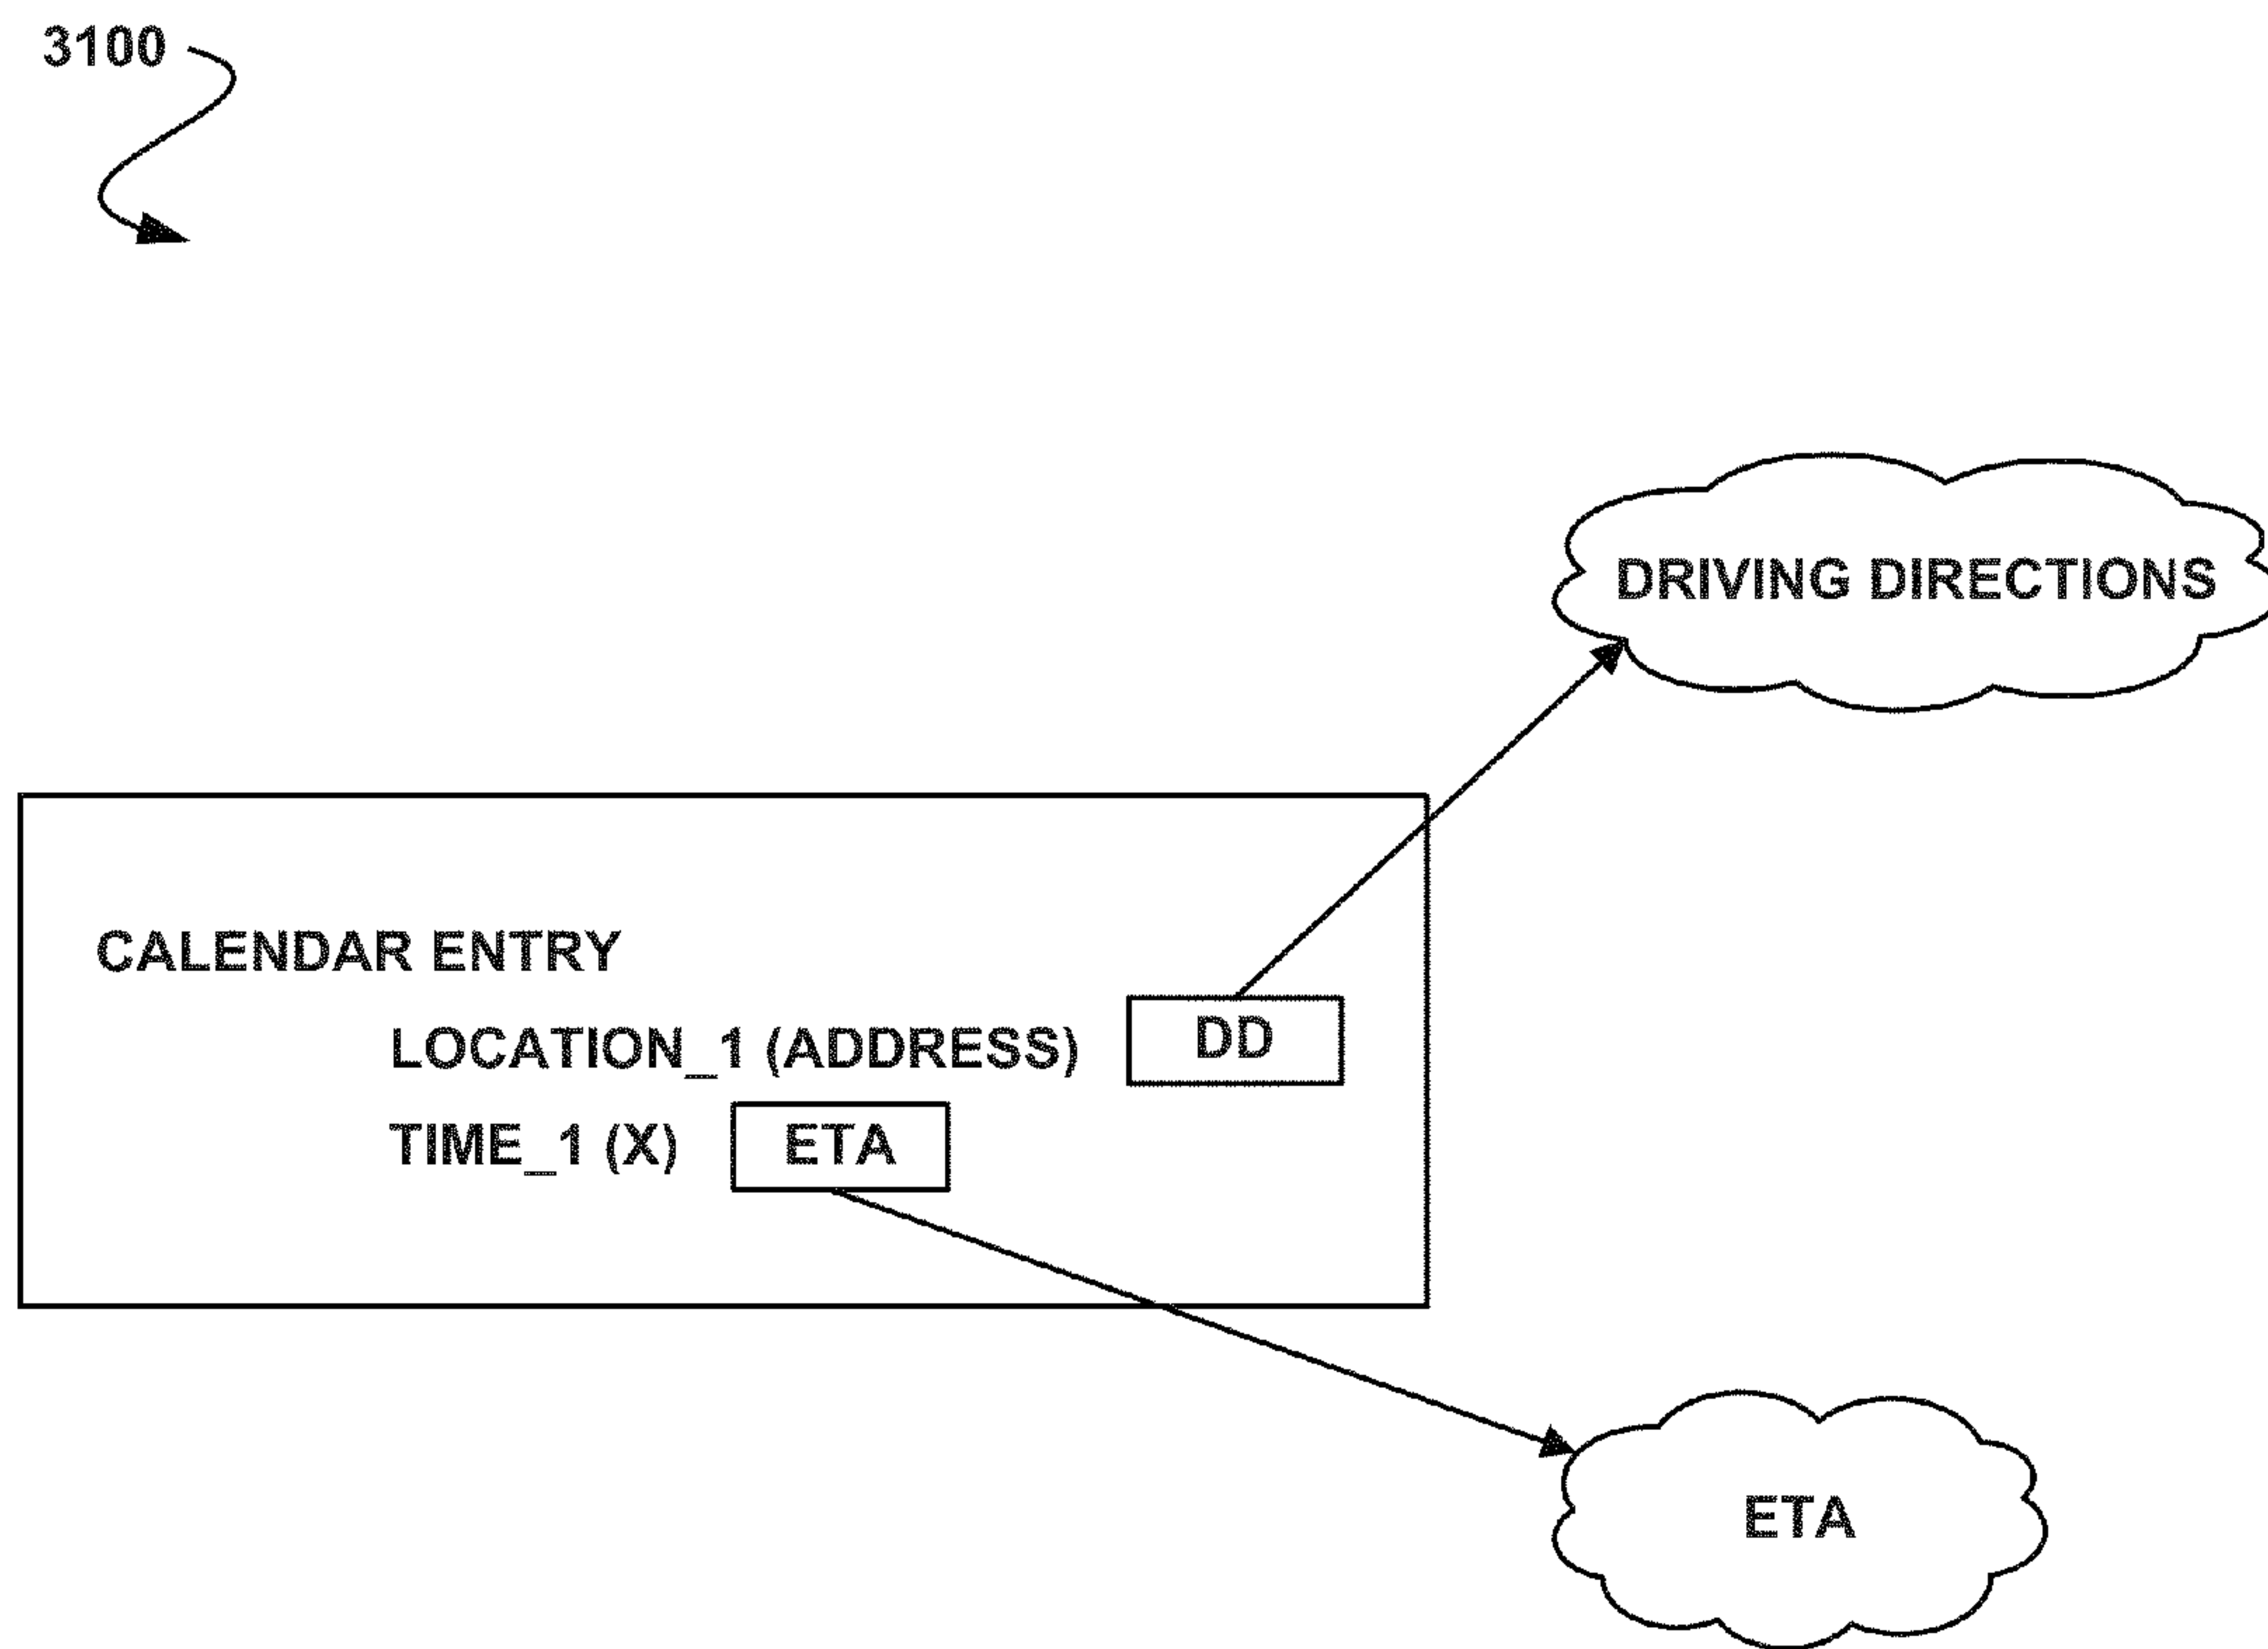 3100
DRIVING DIRECTIONS
CALENDAR ENTRY
LOCATION_1 (ADDRESS) DD
TIME_1 (X) ETA
ETA